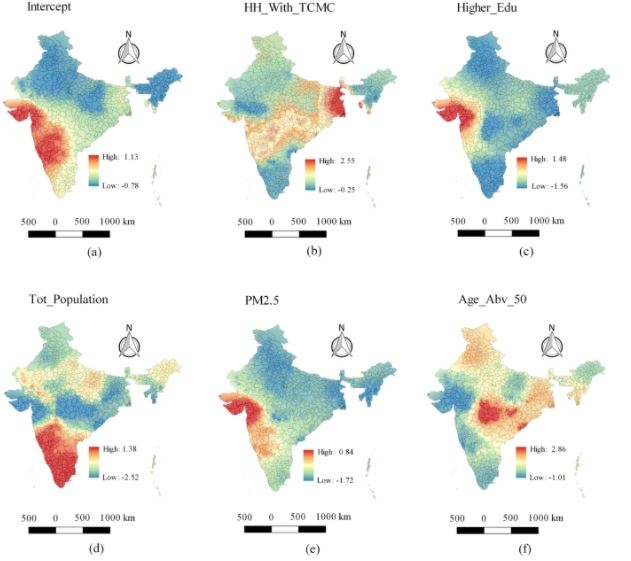 Intercept
HH_With_TCMC
Higher_Edu
N
N
N
High: 1.13
Low: -0.78
High: 2.55
Low: -0.25
High: 1.48
Low: -1.56
500 0 500 1000 km
500 0 500 1000 km
500 0 500 1000 km
(a)
(b)
(c)
Tot_Population
PM2.5
Age_Abv_50
N
N
N
High: 1.38
Low: -2.52
High: 0.84
Low: -1.72
High: 2.86
Low: -1.01
500 0 500 1000 km
500 0 500 1000 km
500 0 500 1000 km
(d)
(e)
(f)